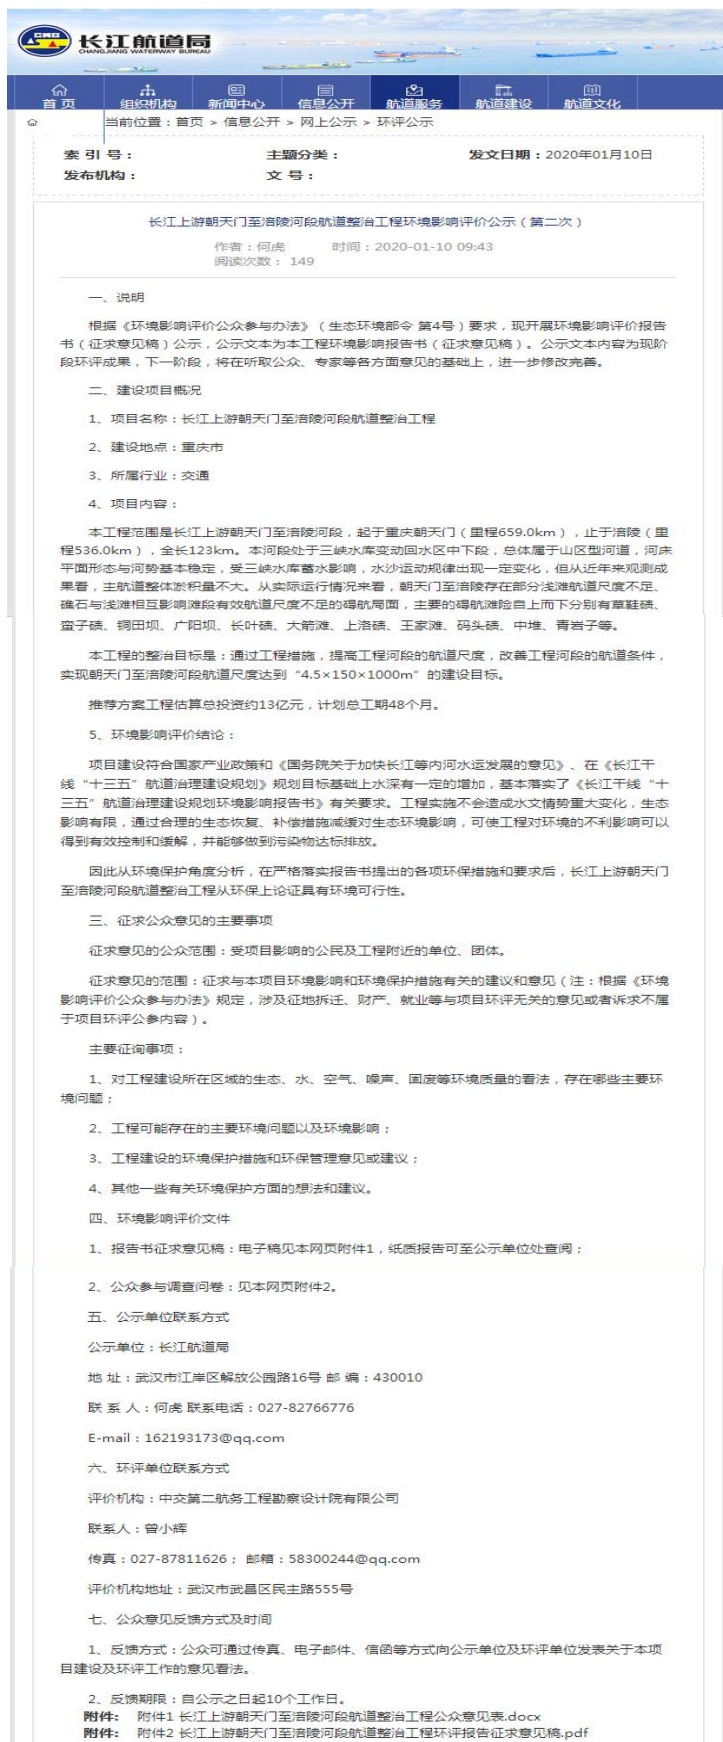 长江航道局
CHANGJIANG WATERWAY BUREAU
首 页 组织机构 新闻中心 信息公开 航道服务 航道建设 航道文化
当前位置：首页 > 信息公开 > 网上公示 > 环评公示
索 引 号： 主题分类： 发文日期：2020年01月10日
发布机构： 文 号：
长江上游朝天门至涪陵河段航道整治工程环境影响评价公示（第二次）
作者：何虎 时间：2020-01-10 09:43
阅读次数： 149
一、说明
根据《环境影响评价公众参与办法》（生态环境部令 第4号）要求，现开展环境影响评价报告
书（征求意见稿）公示，公示文本为本工程环境影响报告书（征求意见稿）。公示文本内容为现阶
段环评成果，下一阶段，将在听取公众、专家等各方面意见的基础上，进一步修改完善。
二、建设项目概况
1、项目名称：长江上游朝天门至涪陵河段航道整治工程
2、建设地点：重庆市
3、所属行业：交通
4、项目内容：
本工程范围是长江上游朝天门至涪陵河段，起于重庆朝天门（里程659.0km），止于涪陵（里
程536.0km），全长123km。本河段处于三峡水库变动回水区中下段，总体属于山区型河道，河床
平面形态与河势基本稳定，受三峡水库蓄水影响，水沙运动规律出现一定变化，但从近年来观测成
果看，主航道整体淤积量不大。从实际运行情况来看，朝天门至涪陵存在部分浅滩航道尺度不足、
礁石与浅滩相互影响滩段有效航道尺度不足的碍航局面，主要的碍航滩险自上而下分别有草鞋碛、
蛮子碛、铜田坝、广阳坝、长叶碛、大箭滩、上洛碛、王家滩、码头碛、中堆、青岩子等。
本工程的整治目标是：通过工程措施，提高工程河段的航道尺度，改善工程河段的航道条件，
实现朝天门至涪陵河段航道尺度达到“4.5×150×1000m”的建设目标。
推荐方案工程估算总投资约13亿元，计划总工期48个月。
5、环境影响评价结论：
项目建设符合国家产业政策和《国务院关于加快长江等内河水运发展的意见》、在《长江干
线“十三五”航道治理建设规划》规划目标基础上水深有一定的增加，基本落实了《长江干线“十
三五”航道治理建设规划环境影响报告书》有关要求。工程实施不会造成水文情势重大变化，生态
影响有限，通过合理的生态恢复、补偿措施减缓对生态环境影响，可使工程对环境的不利影响可以
得到有效控制和缓解，并能够做到污染物达标排放。
因此从环境保护角度分析，在严格落实报告书提出的各项环保措施和要求后，长江上游朝天门
至涪陵河段航道整治工程从环保上论证具有环境可行性。
三、征求公众意见的主要事项
征求意见的公众范围：受项目影响的公民及工程附近的单位、团体。
征求意见的范围：征求与本项目环境影响和环境保护措施有关的建议和意见（注：根据《环境
影响评价公众参与办法》规定，涉及征地拆迁、财产、就业等与项目环评无关的意见或者诉求不属
于项目环评公参内容）。
主要征询事项：
1、对工程建设所在区域的生态、水、空气、噪声、固废等环境质量的看法，存在哪些主要环
境问题；
2、工程可能存在的主要环境问题以及环境影响；
3、工程建设的环境保护措施和环保管理意见或建议；
4、其他一些有关环境保护方面的想法和建议。
四、环境影响评价文件
1、报告书征求意见稿：电子稿见本网页附件1，纸质报告可至公示单位处查阅；
2、公众参与调查问卷：见本网页附件2。
五、公示单位联系方式
公示单位：长江航道局
地 址：武汉市江岸区解放公园路16号 邮 编：430010
联 系 人：何虎 联系电话：027-82766776
E-mail：162193173@qq.com
六、环评单位联系方式
评价机构：中交第二航务工程勘察设计院有限公司
联系人：曾小辉
传真：027-87811626； 邮箱：58300244@qq.com
评价机构地址：武汉市武昌区民主路555号
七、公众意见反馈方式及时间
1、反馈方式：公众可通过传真、电子邮件、信函等方式向公示单位及环评单位发表关于本项
目建设及环评工作的意见看法。
2、反馈期限：自公示之日起10个工作日。
附件： 附件1 长江上游朝天门至涪陵河段航道整治工程公众意见表.docx
附件： 附件2 长江上游朝天门至涪陵河段航道整治工程环评报告征求意见稿.pdf